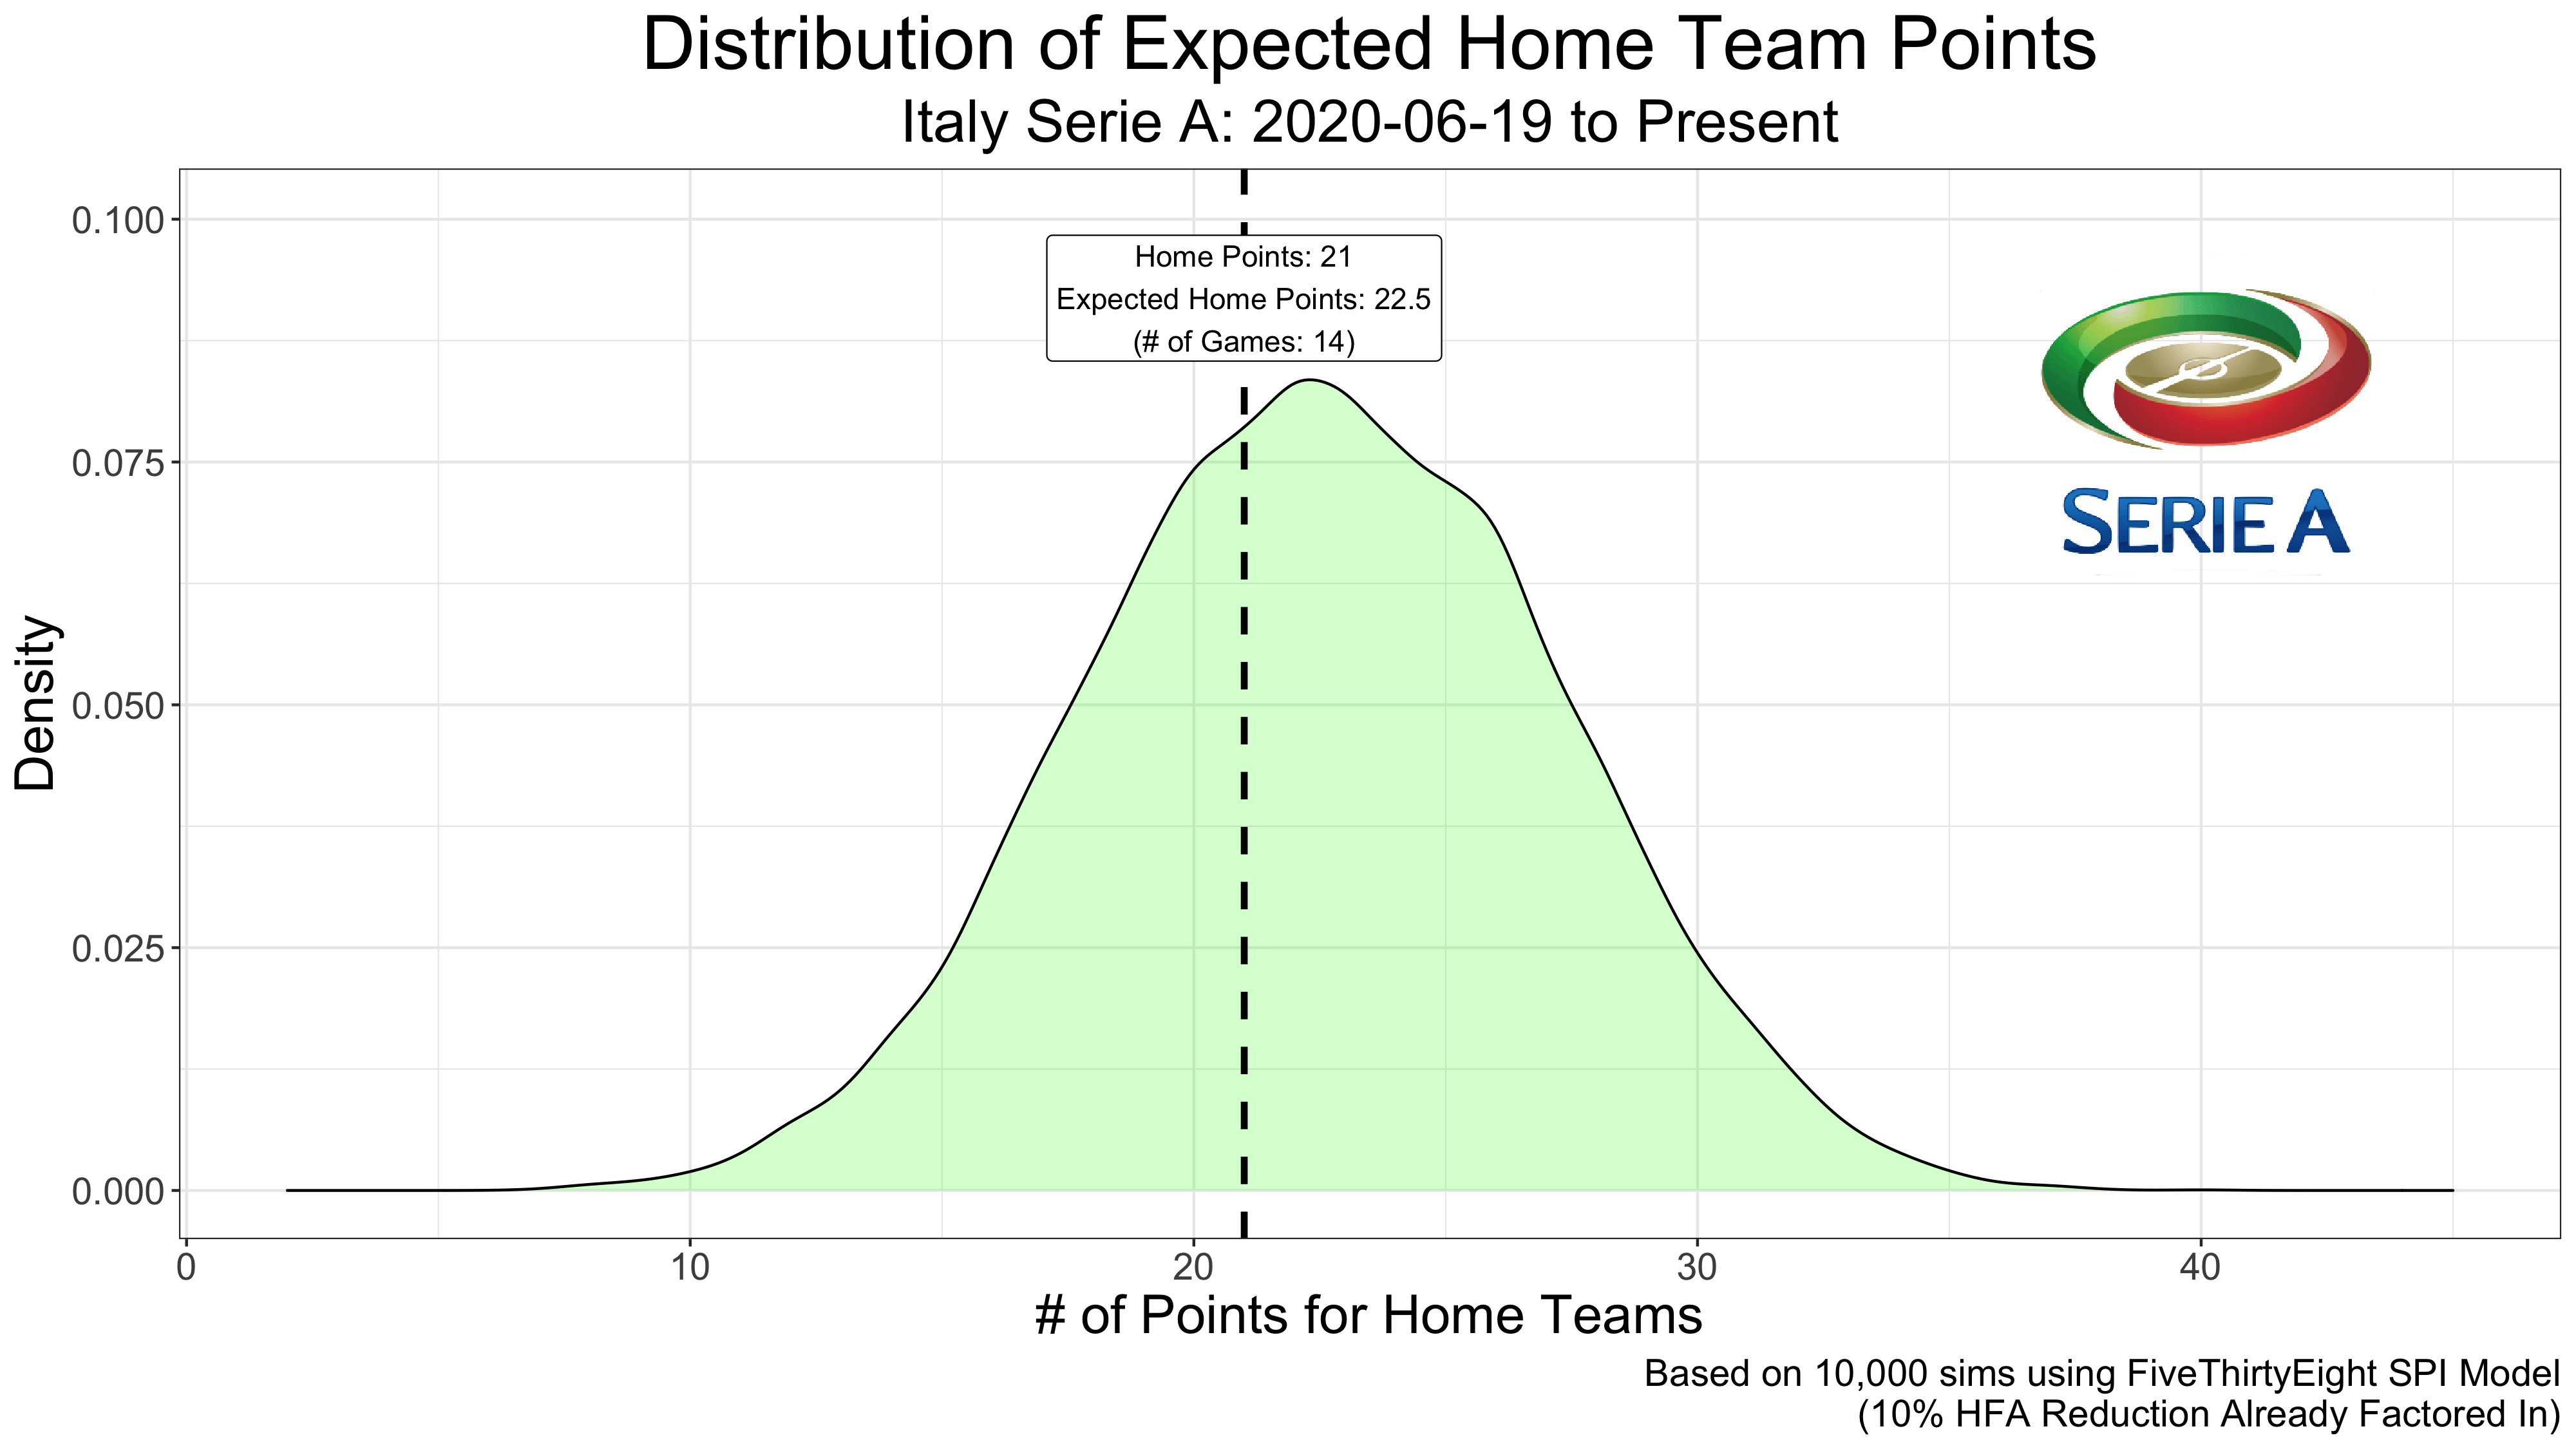 Distribution of Expected Home Team Points
Italy Serie A: 2020-06-19 to Present
0.100
0.075
0.050
0.025
0.000
Density
Home Points: 21
Expected Home Points: 22.5
(# of Games: 14)
SERIE A
0 10 20 30 40
# of Points for Home Teams
Based on 10,000 sims using FiveThirtyEight SPI Model
(10% HFA Reduction Already Factored In)